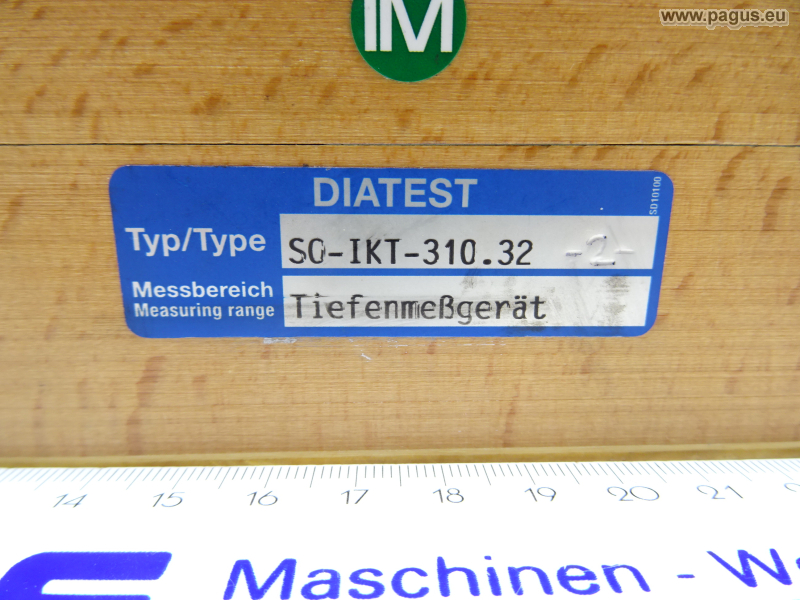 www.pagus.eu
IM
DIATEST
SD10100
Typ/Type SO-IKT-310.32 -2-
Messbereich
Measuring range Tiefenmeßgerät
14 15 16 17 18 19 20 21
Maschinen - We